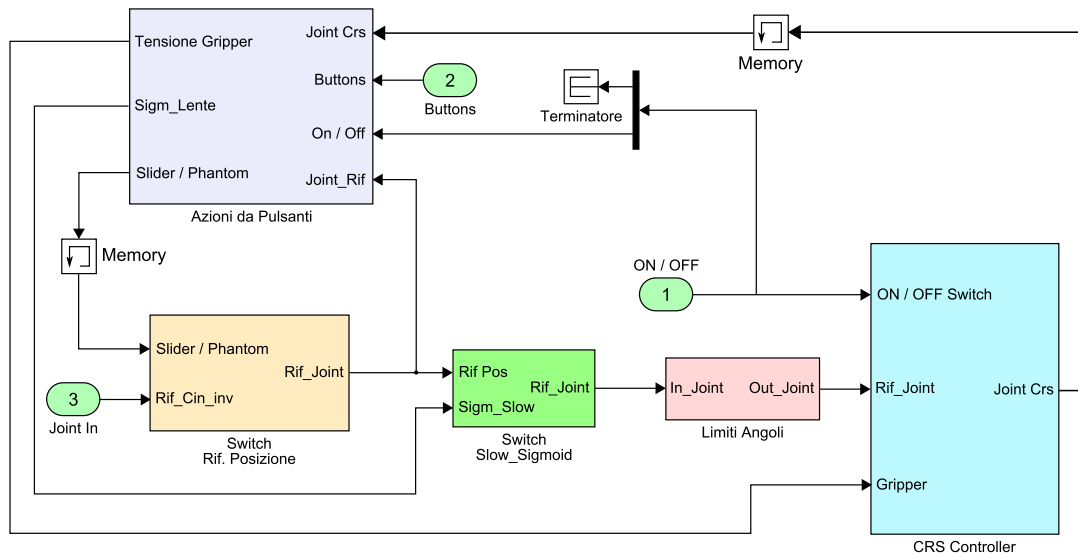 Tensione Gripper
Sigm_Lente
Slider / Phantom
Joint Crs
Buttons
On / Off
Joint_Rif
Azioni da Pulsanti
2
Buttons
Terminatore
Memory
Memory
ON / OFF
1
Slider / Phantom
Rif_Cin_inv
Rif_Joint
Switch
Rif. Posizione
3
Joint In
Rif Pos
Sigm_Slow
Rif_Joint
Switch
Slow_Sigmoid
In_Joint
Out_Joint
Limiti Angoli
ON / OFF Switch
Rif_Joint
Gripper
Joint Crs
CRS Controller